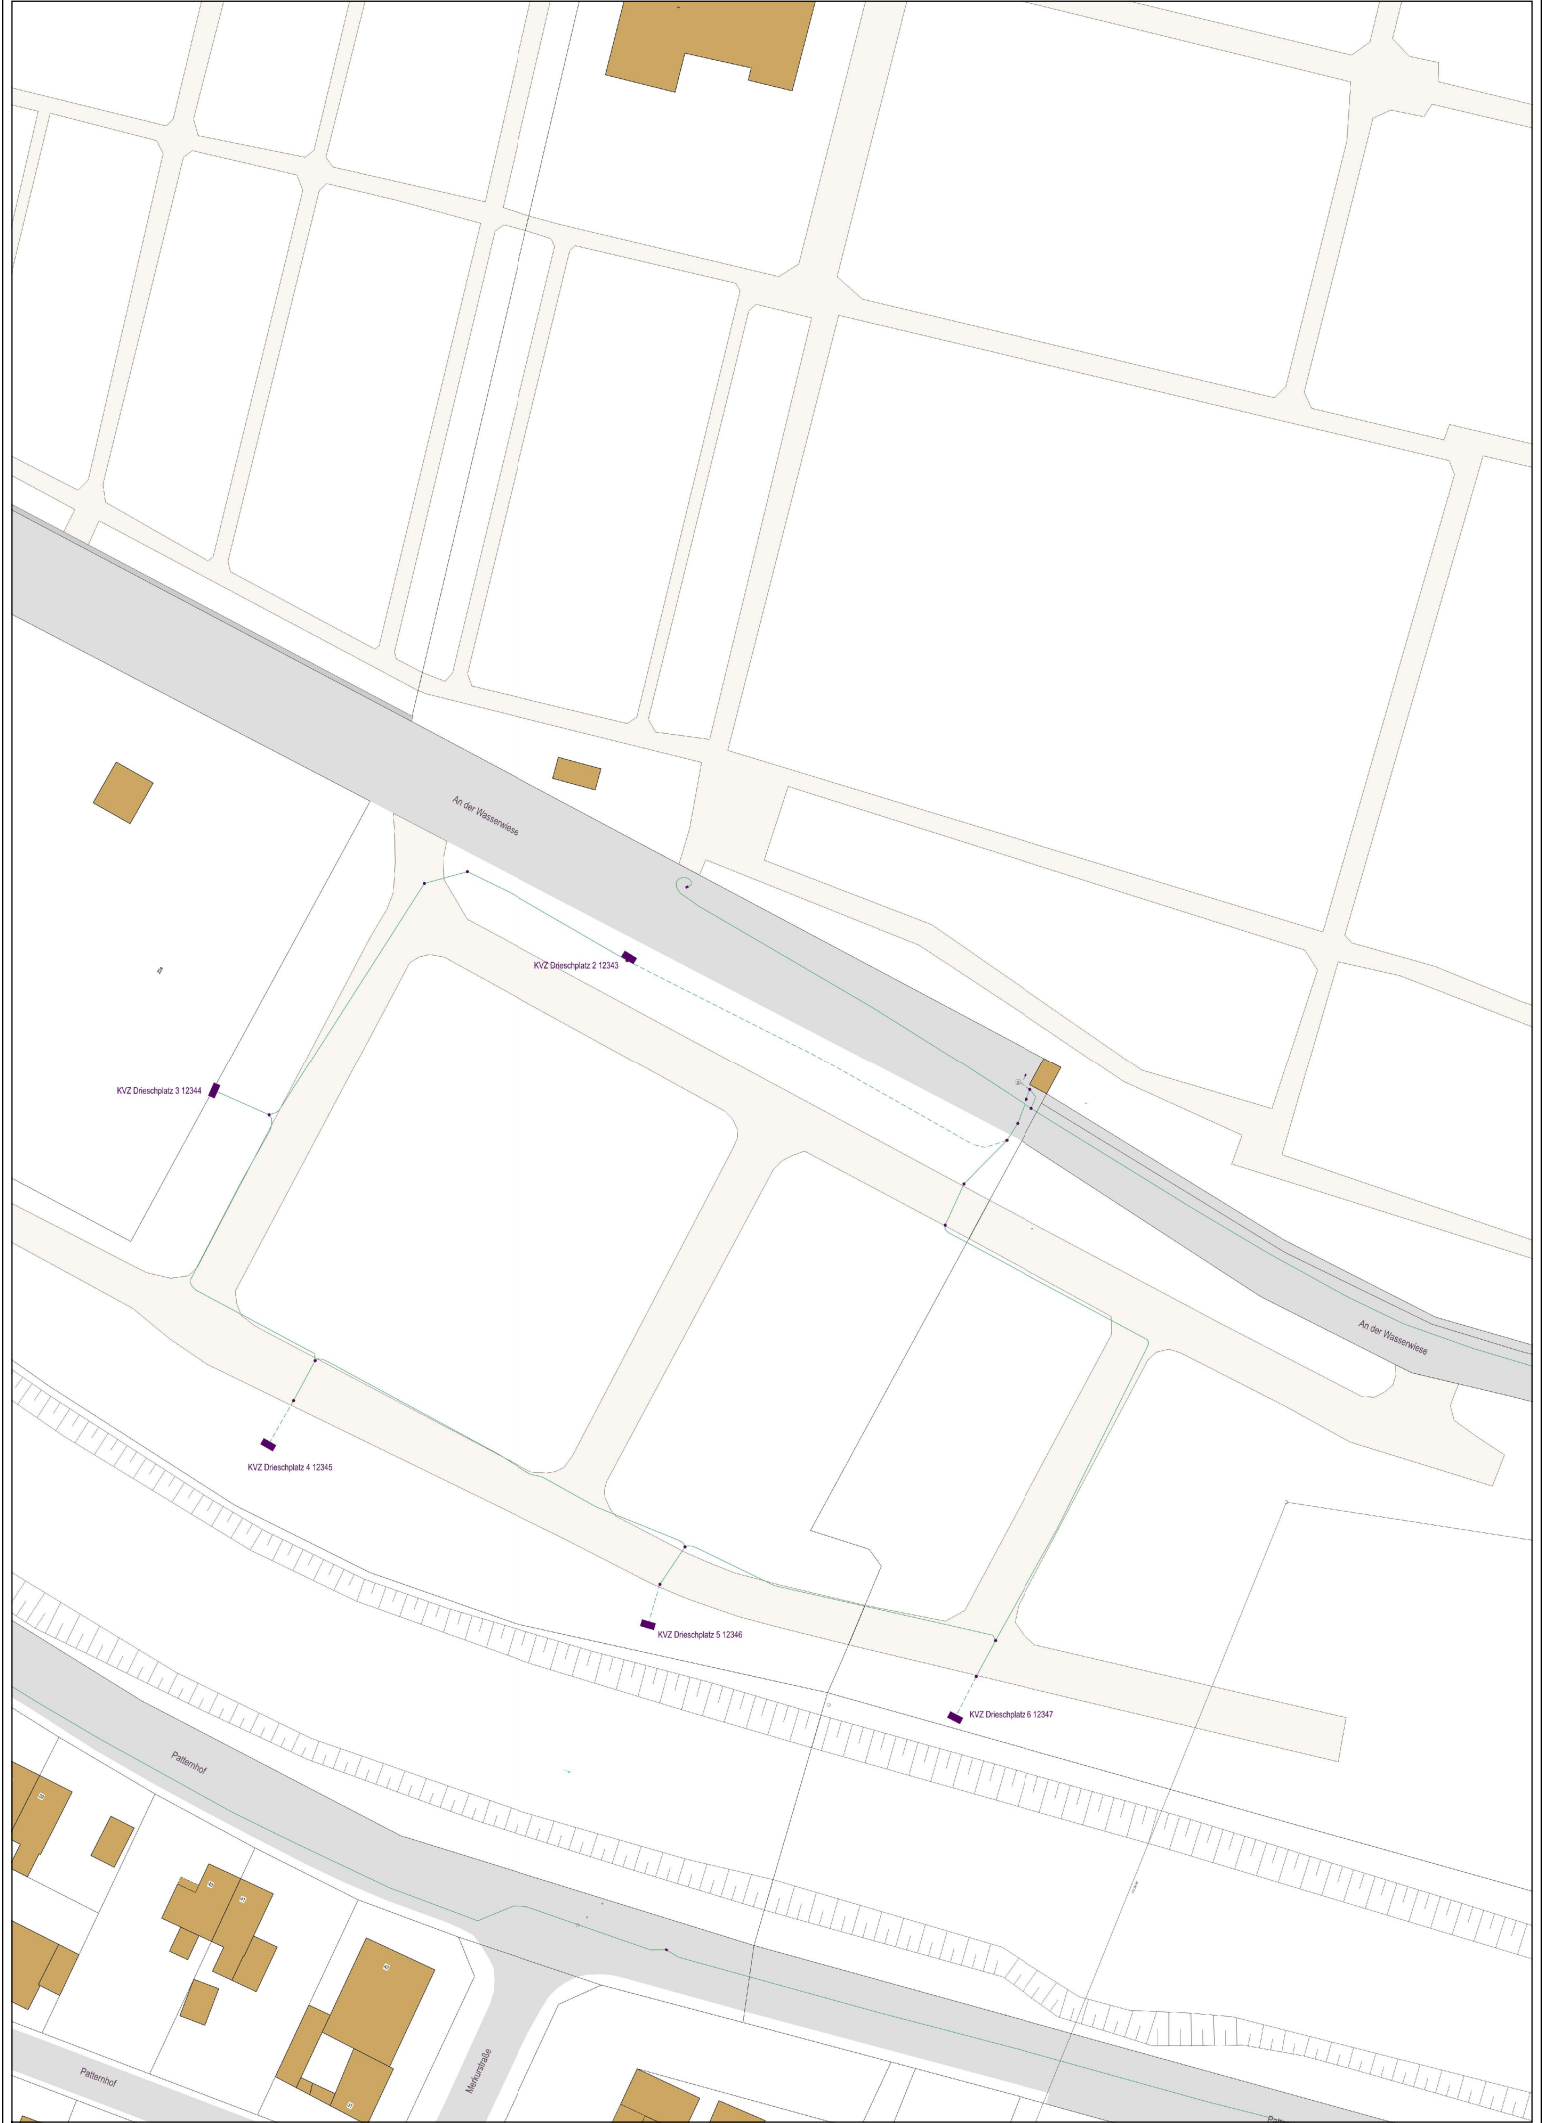 An der Wasserwiese
KVZ Drieschplatz 2 12343
KVZ Drieschplatz 3 12344
An der Wasserwiese
KVZ Drieschplatz 4 12345
KVZ Drieschplatz 5 12346
KVZ Drieschplatz 6 12347
Patternhof
Merkurstraße
Patternhof